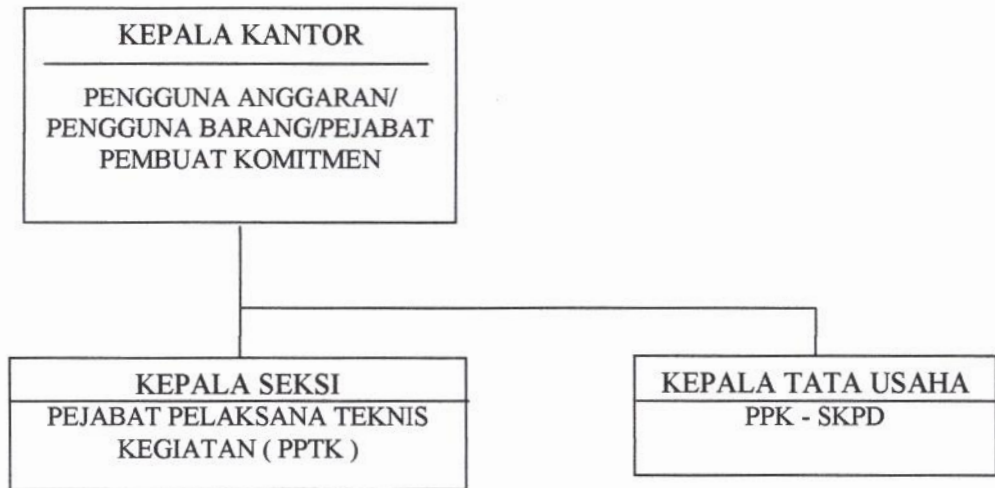 KEPALA KANTOR
PENGGUNA ANGGARAN/
PENGGUNA BARANG/PEJABAT
PEMBUAT KOMITMEN
KEPALA SEKSI
PEJABAT PELAKSANA TEKNIS
KEGIATAN ( PPTK )
KEPALA TATA USAHA
PPK - SKPD